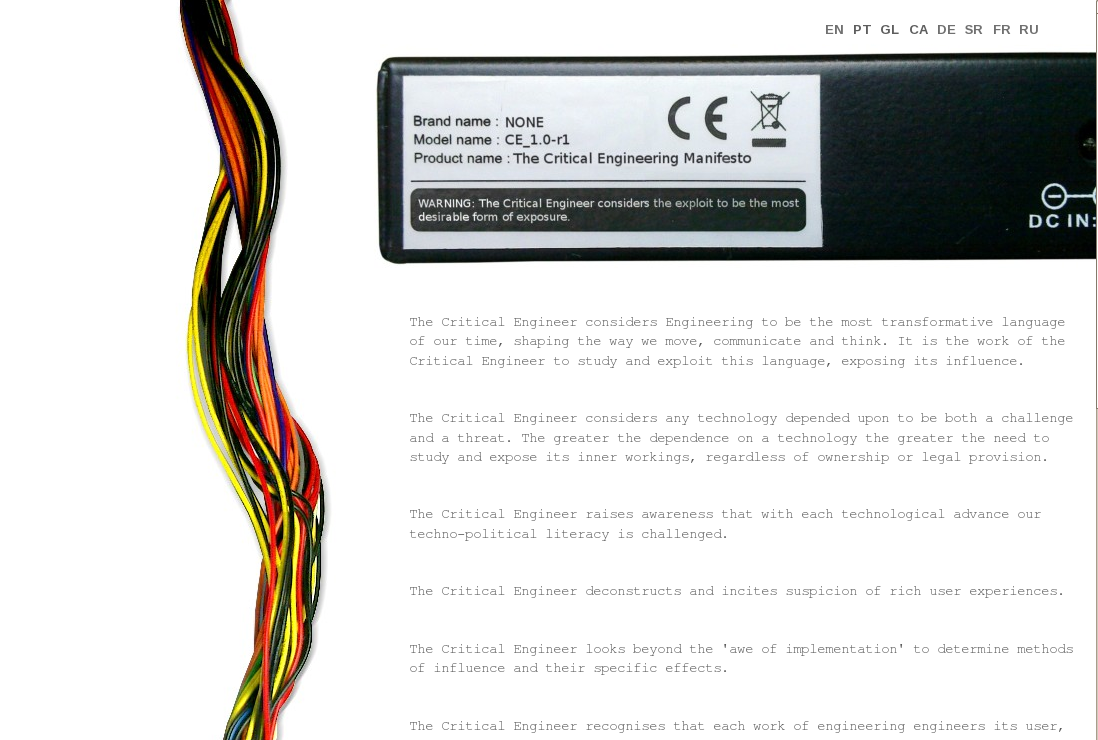 EN PT GL CA DE SR FR RU
Brand name : NONE
Model name : CE_1.0-r1
Product name : The Critical Engineering Manifesto
WARNING: The Critical Engineer considers the exploit to be the most
desirable form of exposure.
DC IN:
The Critical Engineer considers Engineering to be the most transformative language
of our time, shaping the way we move, communicate and think. It is the work of the
Critical Engineer to study and exploit this language, exposing its influence.
The Critical Engineer considers any technology depended upon to be both a challenge
and a threat. The greater the dependence on a technology the greater the need to
study and expose its inner workings, regardless of ownership or legal provision.
The Critical Engineer raises awareness that with each technological advance our
techno-political literacy is challenged.
The Critical Engineer deconstructs and incites suspicion of rich user experiences.
The Critical Engineer looks beyond the 'awe of implementation' to determine methods
of influence and their specific effects.
The Critical Engineer recognises that each work of engineering engineers its user,